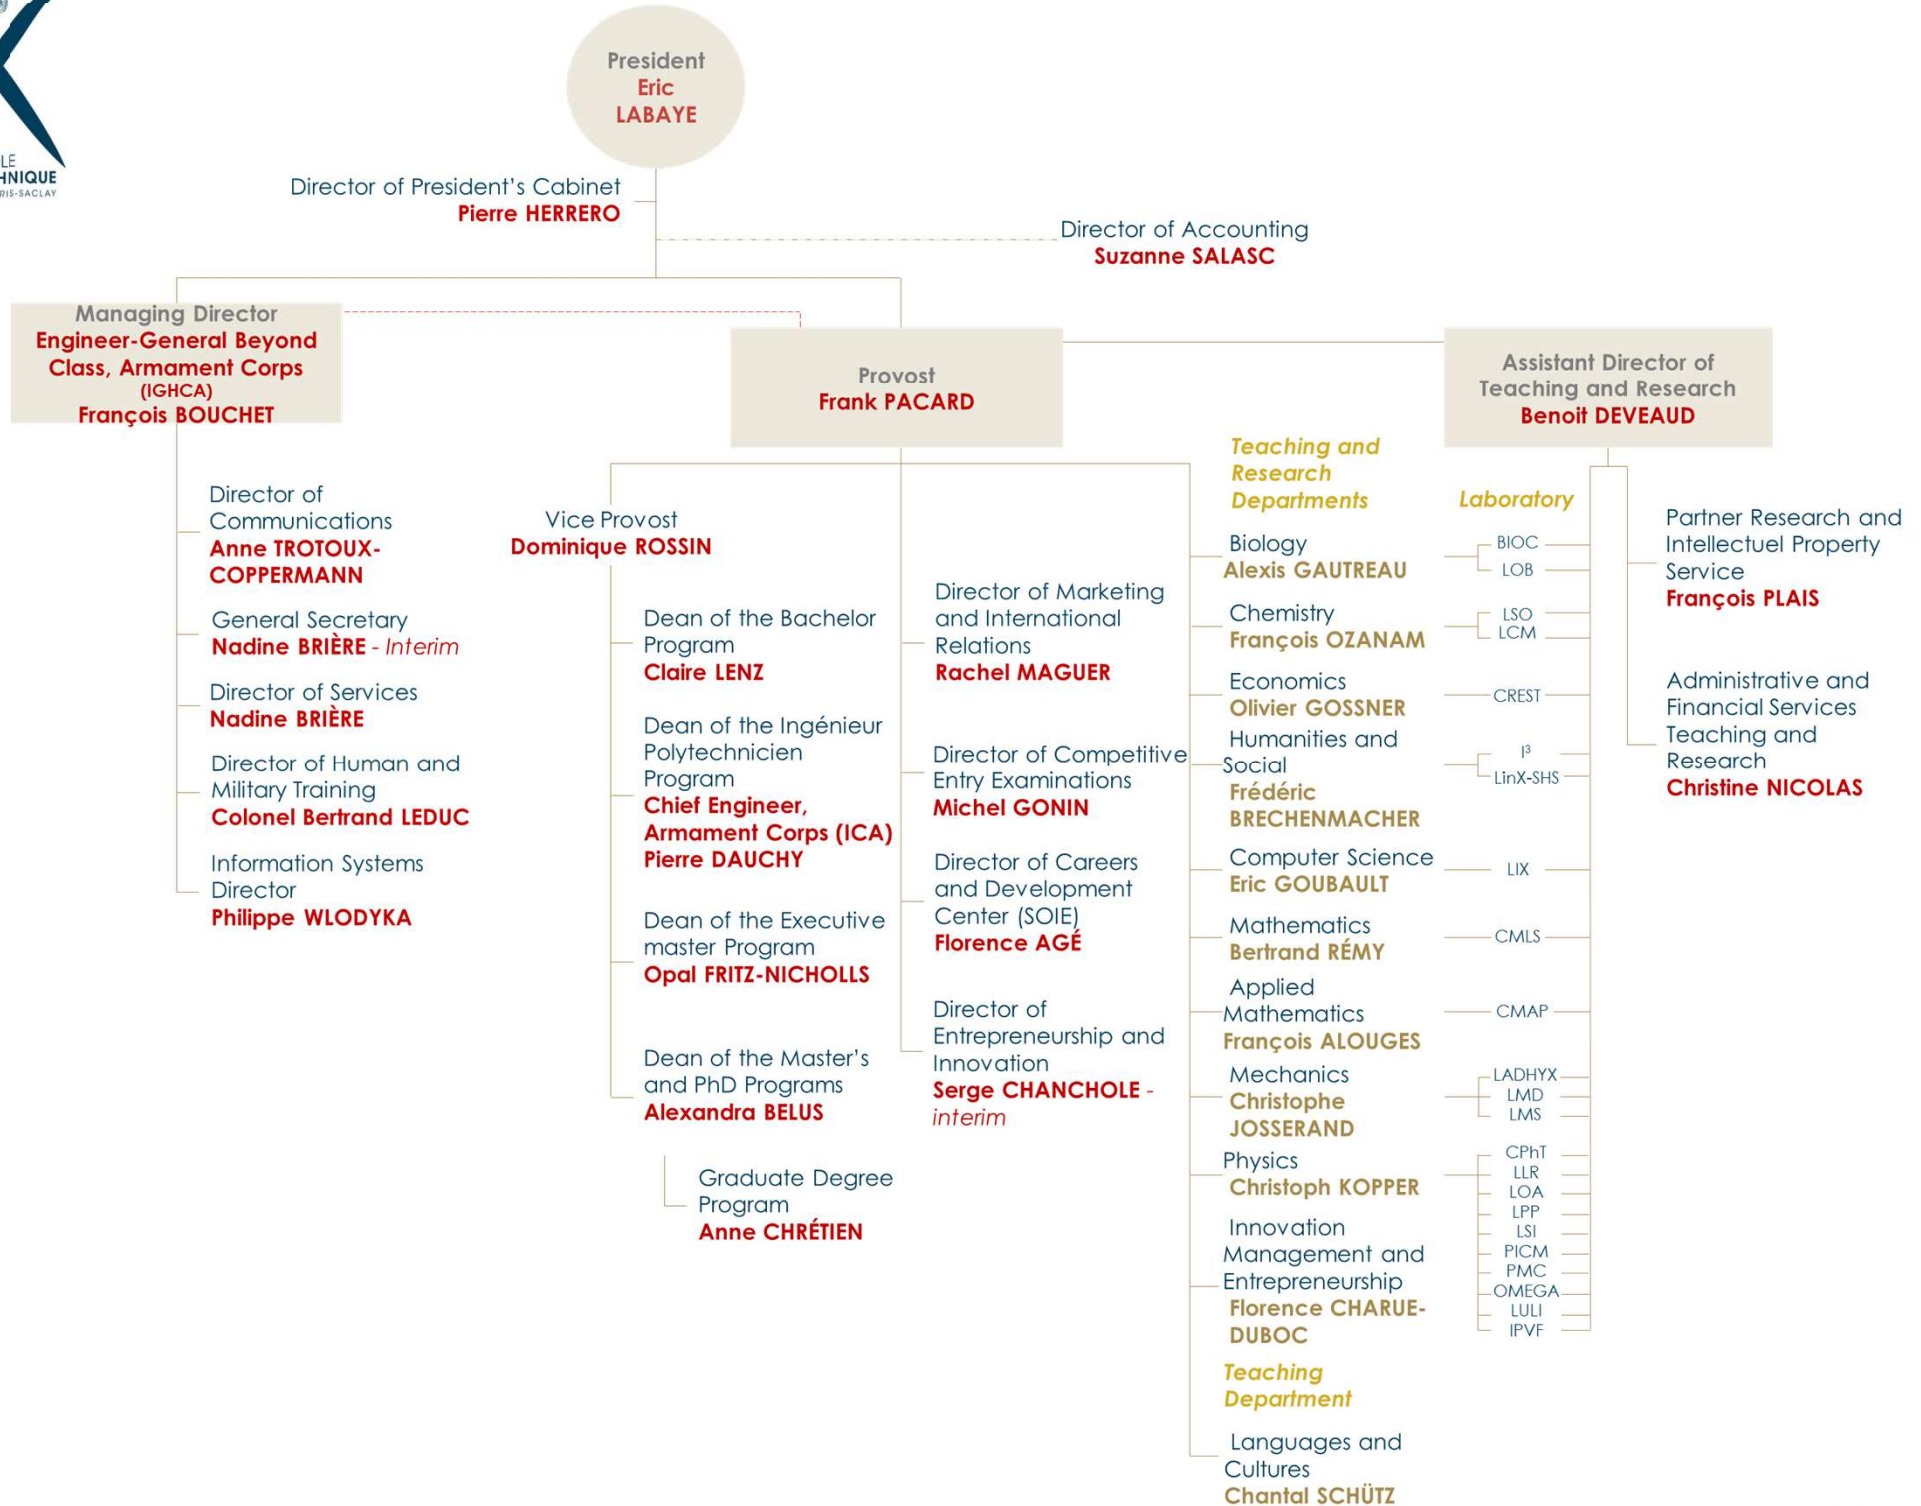 LE
HNIQUE
RIS-SACLAY
President
Eric
LABAYE
Director of President's Cabinet
Pierre HERRERO
Director of Accounting
Suzanne SALASC
Managing Director
Engineer-General Beyond
Class, Armament Corps
(IGHCA)
François BOUCHET
Provost
Frank PACARD
Assistant Director of
Teaching and Research
Benoit DEVEAUD
Director of
Communications
Anne TROTOUX-
COPPERMANN
General Secretary
Nadine BRIÈRE - Interim
Director of Services
Nadine BRIÈRE
Director of Human and
Military Training
Colonel Bertrand LEDUC
Information Systems
Director
Philippe WLODYKA
Vice Provost
Dominique ROSSIN
Dean of the Bachelor
Program
Claire LENZ
Dean of the Ingénieur
Polytechnicien
Program
Chief Engineer,
Armament Corps (ICA)
Pierre DAUCHY
Dean of the Executive
master Program
Opal FRITZ-NICHOLLS
Dean of the Master's
and PhD Programs
Alexandra BELUS
Graduate Degree
Program
Anne CHRÉTIEN
Director of Marketing
and International
Relations
Rachel MAGUER
Director of Competitive
Entry Examinations
Michel GONIN
Director of Careers
and Development
Center (SOIE)
Florence AGÉ
Director of
Entrepreneurship and
Innovation
Serge CHANCHOLE -
interim
Teaching and
Research
Departments
Laboratory
Biology
Alexis GAUTREAU
BIOC
LOB
Chemistry
François OZANAM
LSO
LCM
Economics
Olivier GOSSNER
CREST
Humanities and
Social
Frédéric
BRECHENMACHER
I³
LinX-SHS
Computer Science
Eric GOUBAULT
LIX
Mathematics
Bertrand RÉMY
CMLS
Applied
Mathematics
François ALOUGES
CMAP
Mechanics
Christophe
JOSSERAND
LADHYX
LMD
LMS
Physics
Christoph KOPPER
CPhT
LLR
LOA
LPP
LSI
PICM
PMC
OMEGA
LULI
IPVF
Innovation
Management and
Entrepreneurship
Florence CHARUE-
DUBOC
Teaching
Department
Languages and
Cultures
Chantal SCHÜTZ
Partner Research and
Intellectuel Property
Service
François PLAIS
Administrative and
Financial Services
Teaching and
Research
Christine NICOLAS